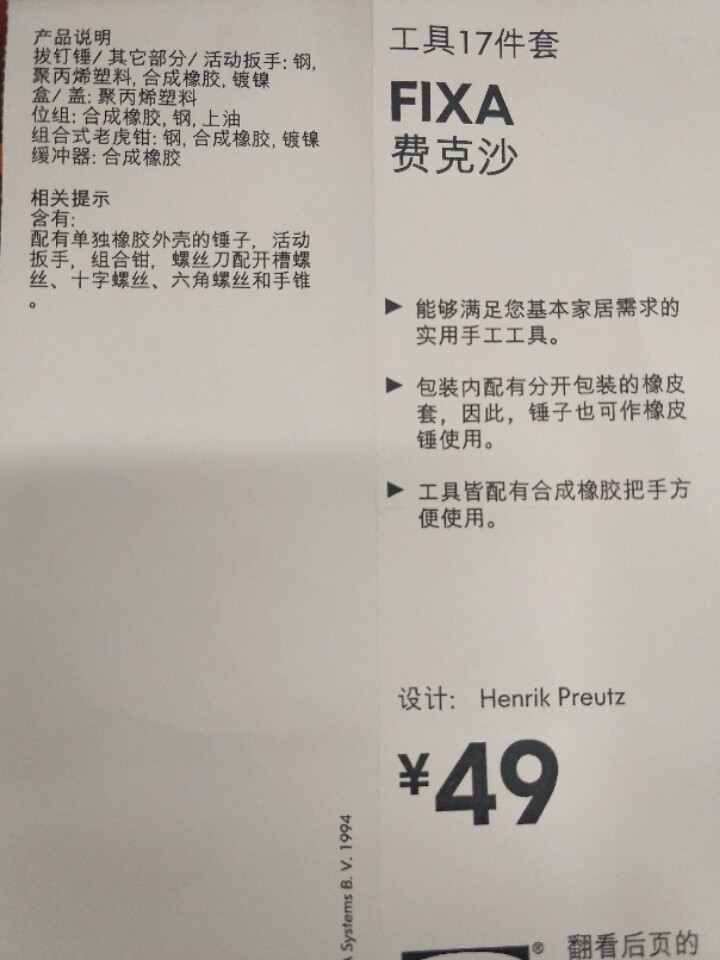 产品说明
拔钉锤/ 其它部分/ 活动扳手: 钢,
聚丙烯塑料, 合成橡胶, 镀镍
盒/ 盖: 聚丙烯塑料
位组: 合成橡胶, 钢, 上油
组合式老虎钳: 钢, 合成橡胶, 镀镍
缓冲器: 合成橡胶
相关提示
含有:
配有单独橡胶外壳的锤子, 活动
扳手, 组合钳, 螺丝刀配开槽螺
丝、十字螺丝、六角螺丝和手锥
。
工具17件套
FIXA
费克沙
▶ 能够满足您基本家居需求的
实用手工工具。
▶ 包装内配有分开包装的橡皮
套，因此，锤子也可作橡皮
锤使用。
▶ 工具皆配有合成橡胶把手方
便使用。
设计: Henrik Preutz
¥49
Systems B. V. 1994
®
翻看后页的